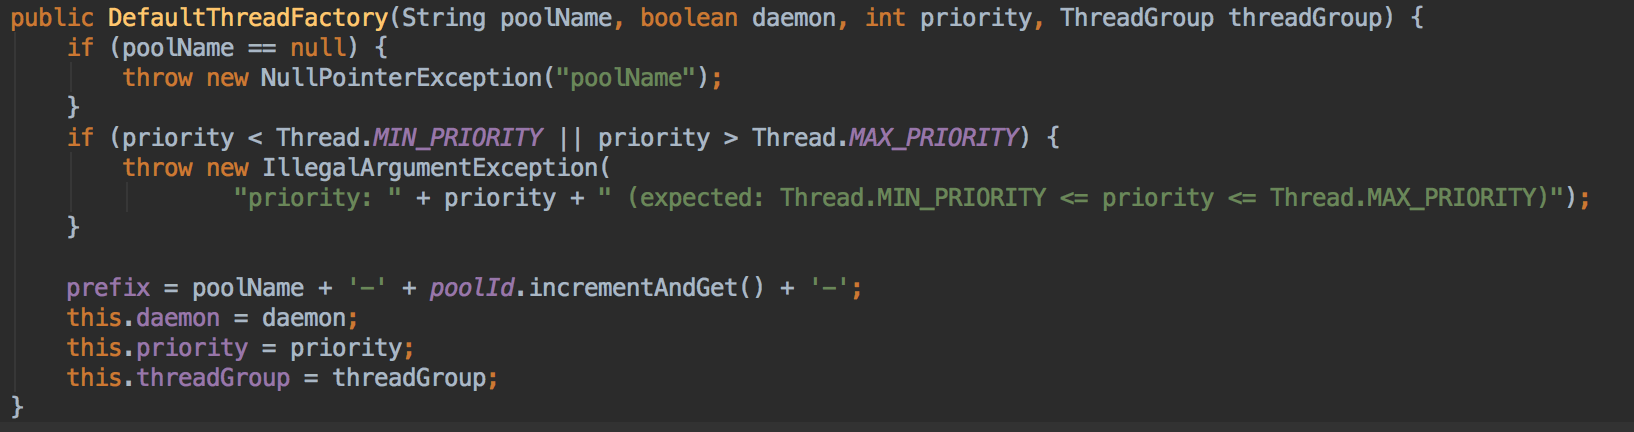 public DefaultThreadFactory(String poolName, boolean daemon, int priority, ThreadGroup threadGroup) {
if (poolName == null) {
throw new NullPointerException("poolName");
}
if (priority < Thread.MIN_PRIORITY || priority > Thread.MAX_PRIORITY) {
throw new IllegalArgumentException(
"priority: " + priority + " (expected: Thread.MIN_PRIORITY <= priority <= Thread.MAX_PRIORITY)");
}
prefix = poolName + '-' + poolId.incrementAndGet() + '-';
this.daemon = daemon;
this.priority = priority;
this.threadGroup = threadGroup;
}